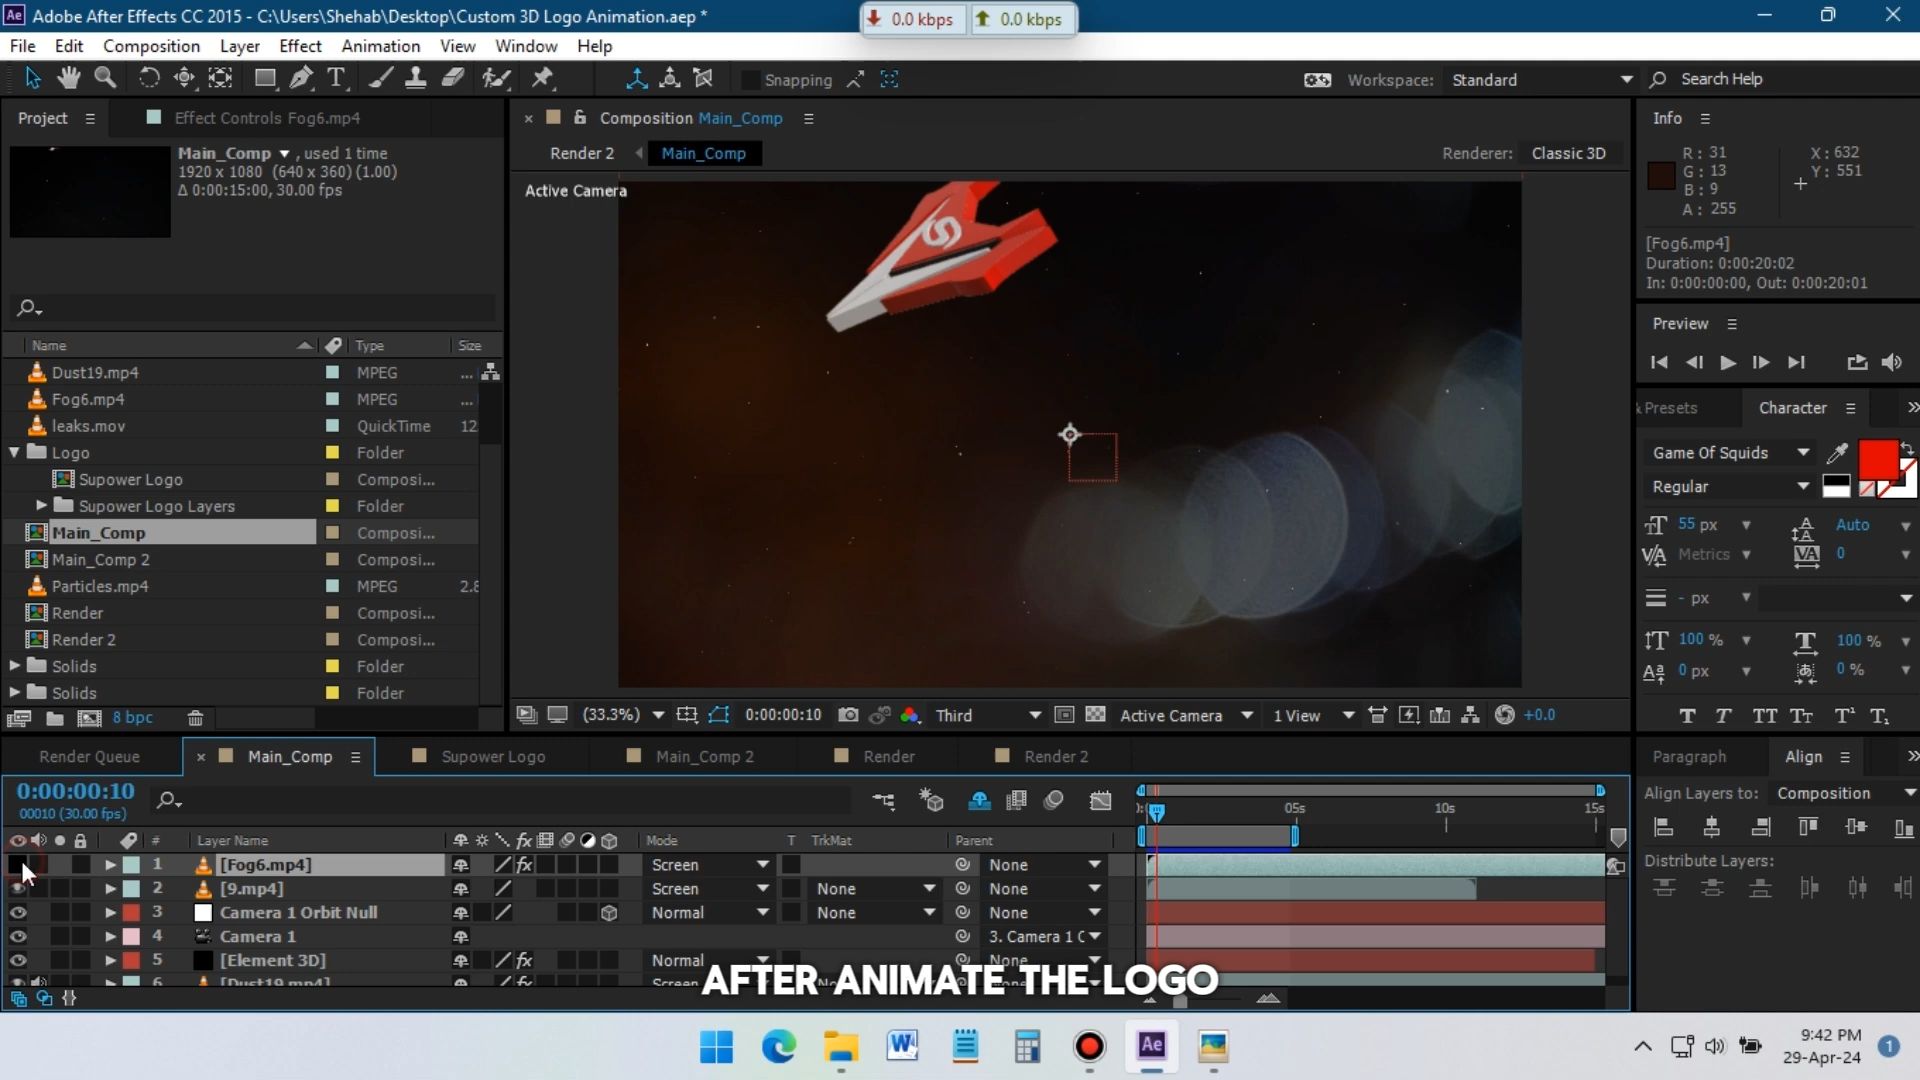 Adobe After Effects CC 2015 - C:\Users\Shehab\Desktop\Custom 3D Logo Animation.aep *
0.0 kbps
0.0 kbps
File Edit Composition Layer Effect Animation View Window Help
Snapping
Workspace: Standard
Search Help
Project
Effect Controls Fog6.mp4
Composition Main_Comp
Info
Main_Comp , used 1 time
1920 x 1080 (640 x 360) (1.00)
Δ 0:00:15:00, 30.00 fps
Render 2
Main_Comp
Renderer: Classic 3D
Active Camera
R: 31
G: 13
B: 9
A: 255
X: 632
Y: 551
[Fog6.mp4]
Duration: 0:00:20:02
In: 0:00:00:00, Out: 0:00:20:01
Preview
Name Type Size
Dust19.mp4 MPEG ...
Fog6.mp4 MPEG ...
leaks.mov QuickTime 12
Logo Folder
Supower Logo Composi...
Supower Logo Layers Folder
Main_Comp Composi...
Main_Comp 2 Composi...
Particles.mp4 MPEG 2.8
Render Composi...
Render 2 Composi...
Solids Folder
Solids Folder
8 bpc
& Presets
Character
Game Of Squids
Regular
55 px
Auto
Metrics
0
- px
100 %
100 %
0 px
0 %
T T TT Tt T¹ T₁
(33.3%)
0:00:00:10
Third
Active Camera
1 View
+0.0
Render Queue
Main_Comp
Supower Logo
Main_Comp 2
Render
Render 2
Paragraph
Align
Align Layers to: Composition
Distribute Layers:
0:00:00:10
00010 (30.00 fps)
05s
10s
15s
# Layer Name Mode T TrkMat Parent
1 [Fog6.mp4] Screen None
2 [9.mp4] Screen None None
3 Camera 1 Orbit Null Normal None None
4 Camera 1 3. Camera 1 C
5 [Element 3D] Normal None
6 [Dust19.mp4] Screen
AFTER ANIMATE THE LOGO
9:42 PM
29-Apr-24
1